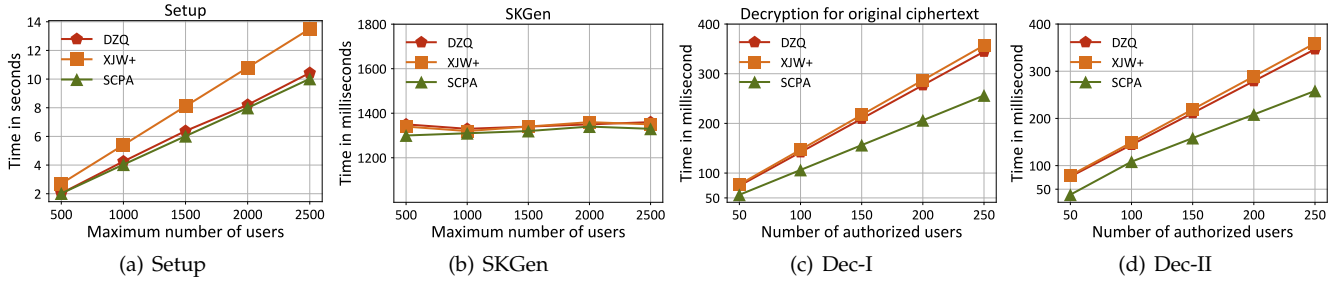 Setup
Time in seconds
14
12
10
8
6
4
2
DZQ
XJW+
SCPA
500 1000 1500 2000 2500
Maximum number of users
(a) Setup
SKGen
Time in milliseconds
1800
1600
1400
1200
DZQ
XJW+
SCPA
500 1000 1500 2000 2500
Maximum number of users
(b) SKGen
Decryption for original ciphertext
Time in millisecond
400
300
200
100
50
DZQ
XJW+
SCPA
50 100 150 200 250
Number of authorized users
(c) Dec-I
Time in millisecond
400
300
200
100
50
DZQ
XJW+
SCPA
50 100 150 200 250
Number of authorized users
(d) Dec-II